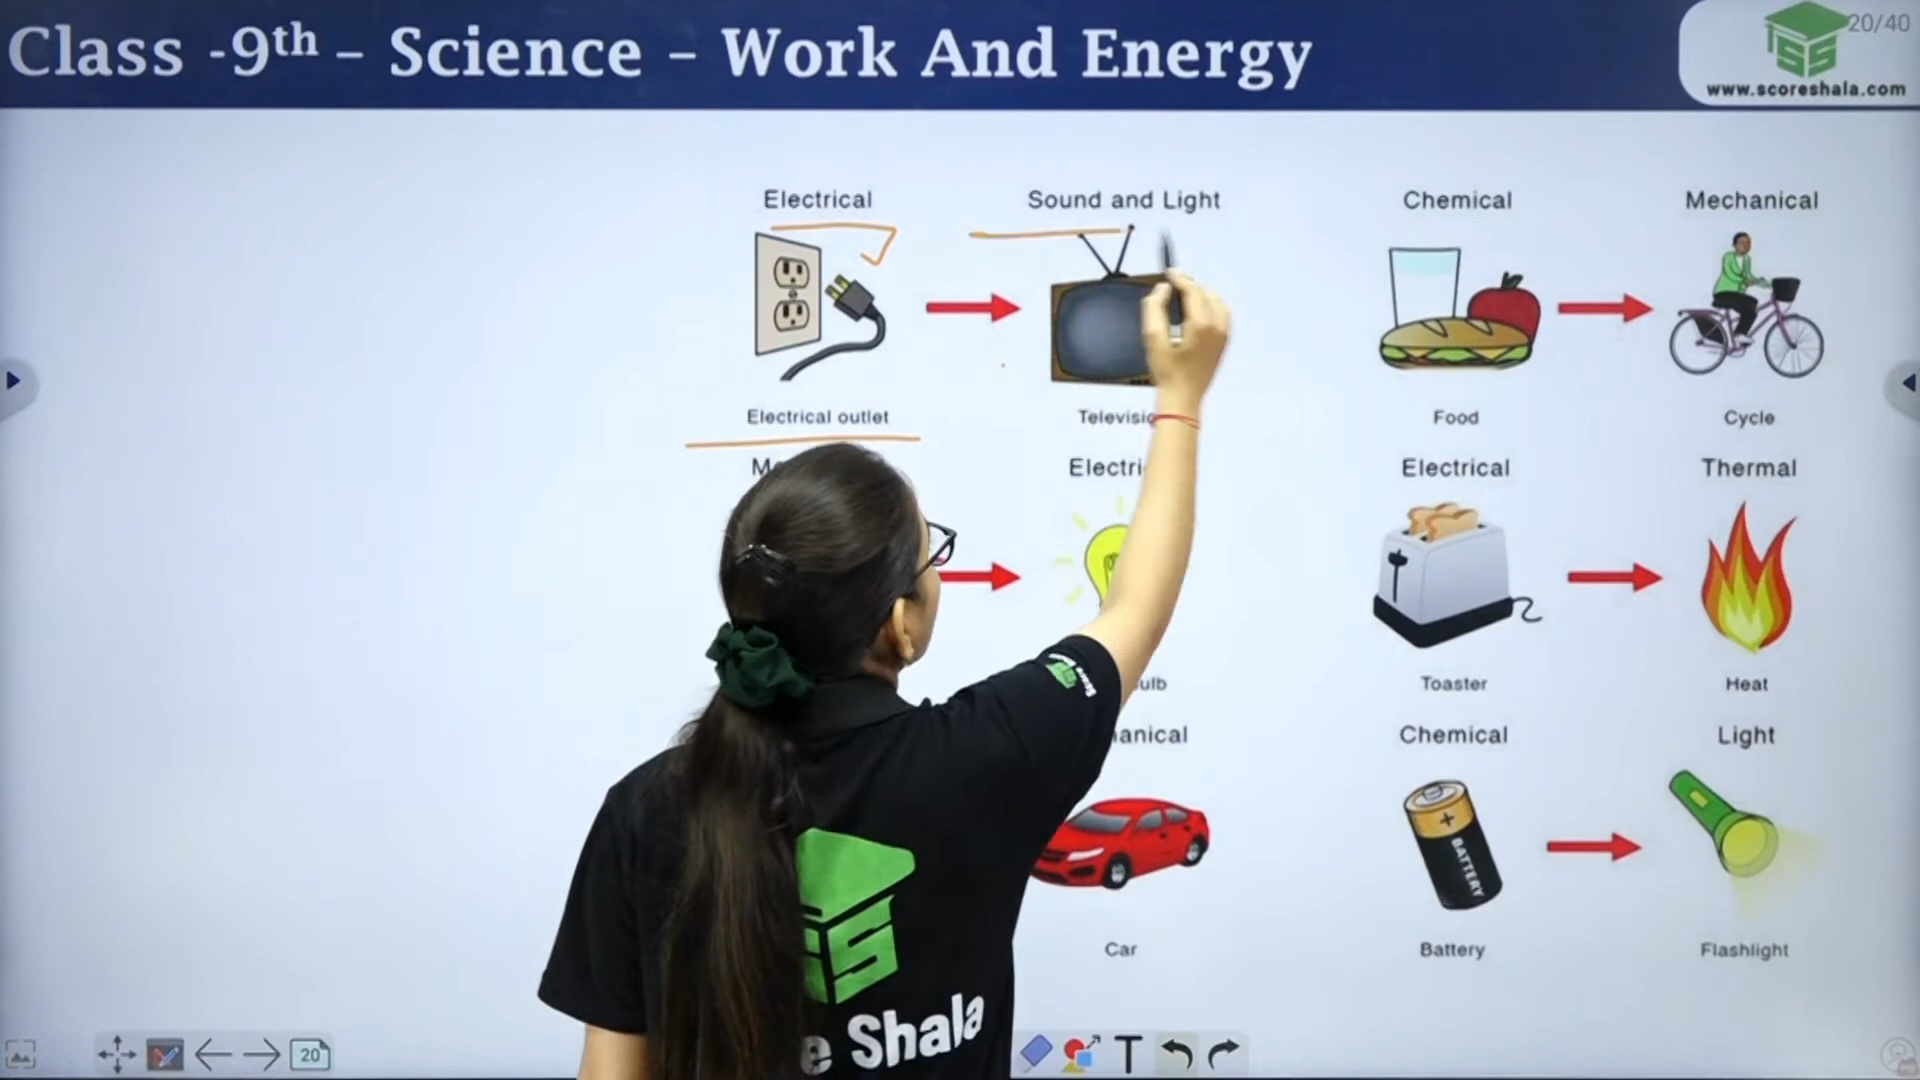 Class -9th – Science – Work And Energy
20/40
www.scoreshala.com
Electrical
Sound and Light
Chemical
Mechanical
Electrical outlet
Food
Cycle
Electrical
Thermal
Toaster
Heat
Chemical
Light
BATTERY
Car
Battery
Flashlight
Shala
20